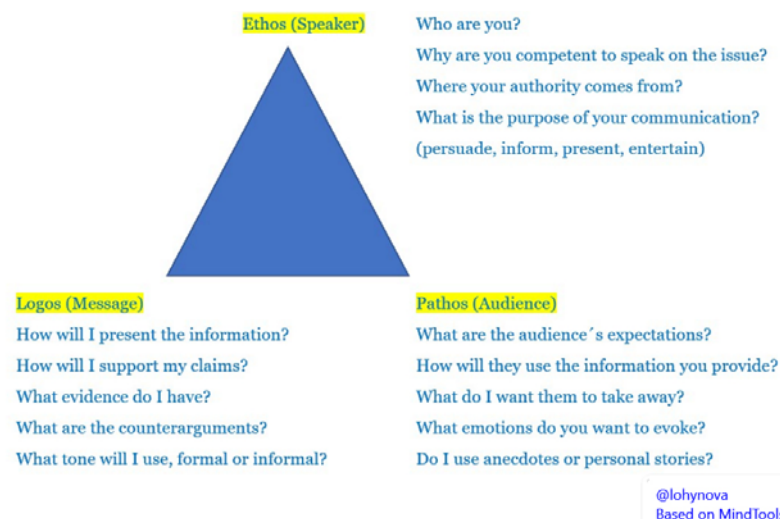 Ethos (Speaker)
Who are you?
Why are you competent to speak on the issue?
Where your authority comes from?
What is the purpose of your communication?
(persuade, inform, present, entertain)
Logos (Message)
How will I present the information?
How will I support my claims?
What evidence do I have?
What are the counterarguments?
What tone will I use, formal or informal?
Pathos (Audience)
What are the audience´s expectations?
How will they use the information you provide?
What do I want them to take away?
What emotions do you want to evoke?
Do I use anecdotes or personal stories?
@lohynova
Based on MindTool